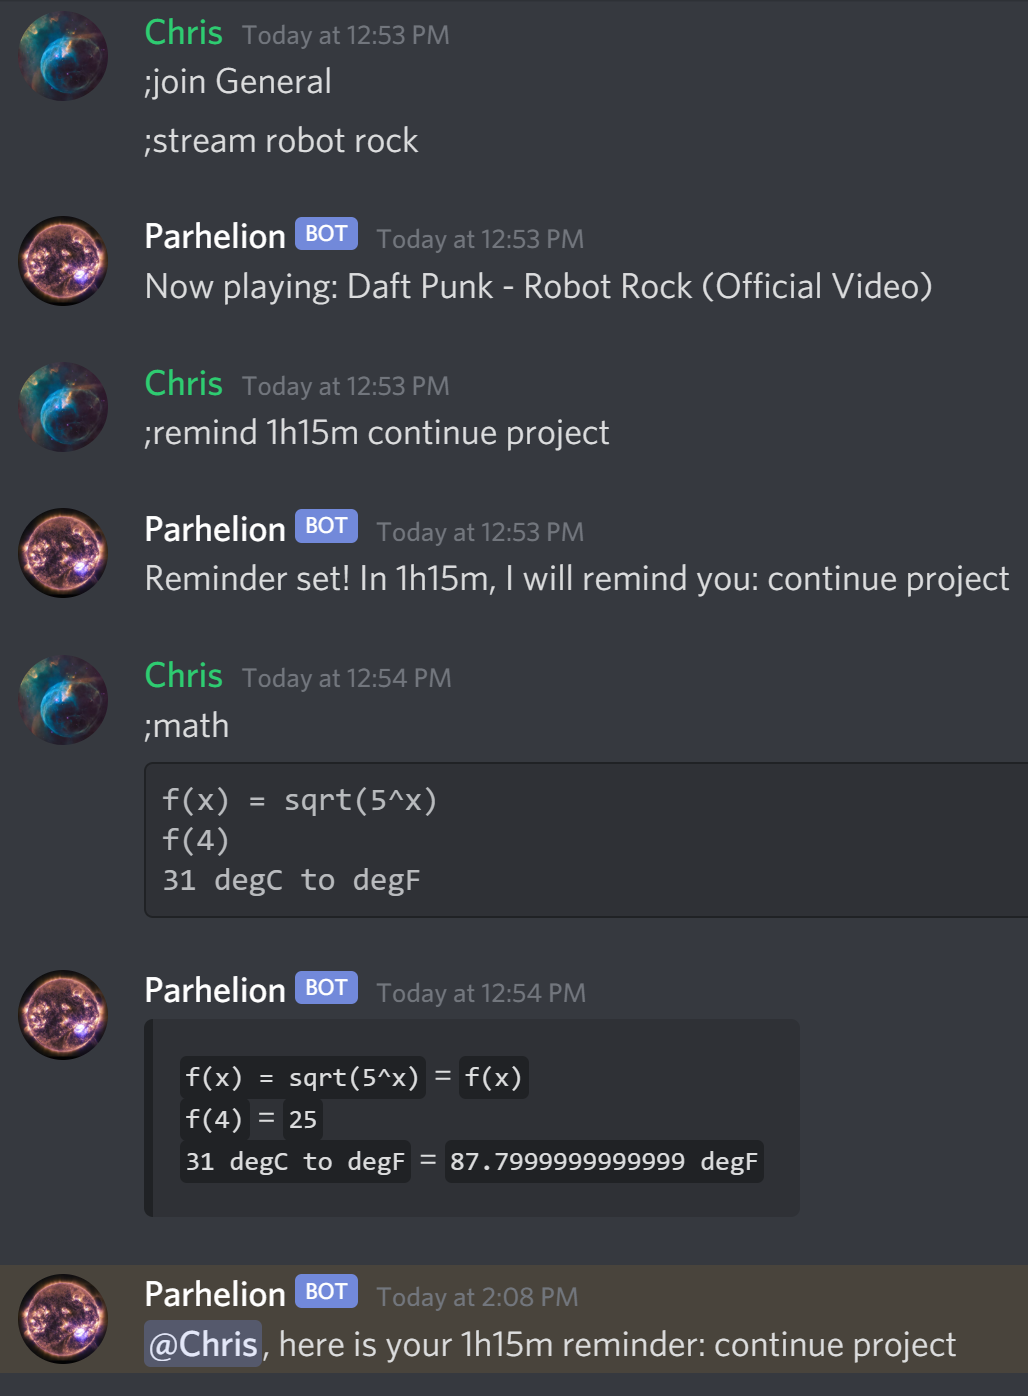 Chris Today at 12:53 PM
;join General
;stream robot rock
Parhelion BOT Today at 12:53 PM
Now playing: Daft Punk - Robot Rock (Official Video)
Chris Today at 12:53 PM
;remind 1h15m continue project
Parhelion BOT Today at 12:53 PM
Reminder set! In 1h15m, I will remind you: continue project
Chris Today at 12:54 PM
;math
f(x) = sqrt(5^x)
f(4)
31 degC to degF
Parhelion BOT Today at 12:54 PM
f(x) = sqrt(5^x) = f(x)
f(4) = 25
31 degC to degF = 87.7999999999999 degF
Parhelion BOT Today at 2:08 PM
@Chris, here is your 1h15m reminder: continue project